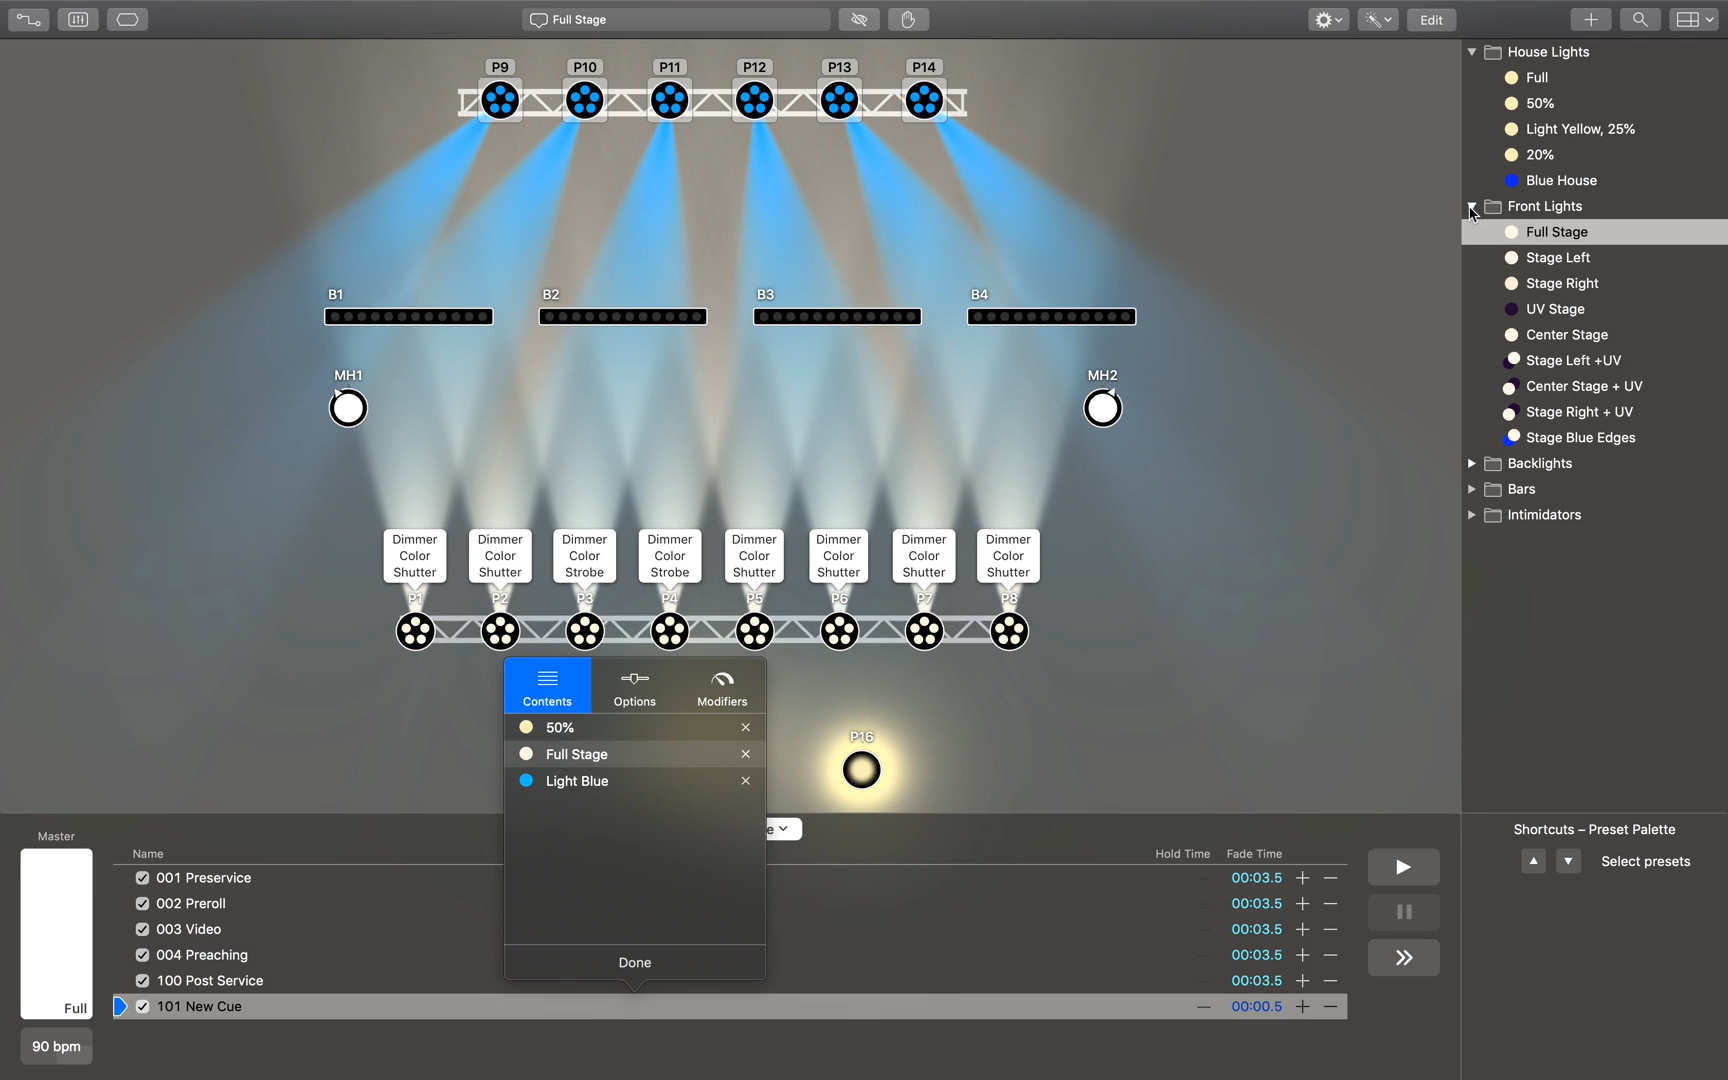 Full Stage
Edit
P9
P10
P11
P12
P13
P14
B1
B2
B3
B4
MH1
MH2
Dimmer
Color
Shutter
Dimmer
Color
Shutter
Dimmer
Color
Strobe
Dimmer
Color
Strobe
Dimmer
Color
Shutter
Dimmer
Color
Shutter
Dimmer
Color
Shutter
Dimmer
Color
Shutter
P1
P2
P3
P4
P5
P6
P7
P8
P16
Contents
Options
Modifiers
50%
Full Stage
Light Blue
Done
House Lights
Full
50%
Light Yellow, 25%
20%
Blue House
Front Lights
Full Stage
Stage Left
Stage Right
UV Stage
Center Stage
Stage Left +UV
Center Stage + UV
Stage Right + UV
Stage Blue Edges
Backlights
Bars
Intimidators
Master
Full
90 bpm
Name Hold Time Fade Time
001 Preservice 00:03.5
002 Preroll 00:03.5
003 Video 00:03.5
004 Preaching 00:03.5
100 Post Service 00:03.5
101 New Cue 00:00.5
Shortcuts – Preset Palette
Select presets